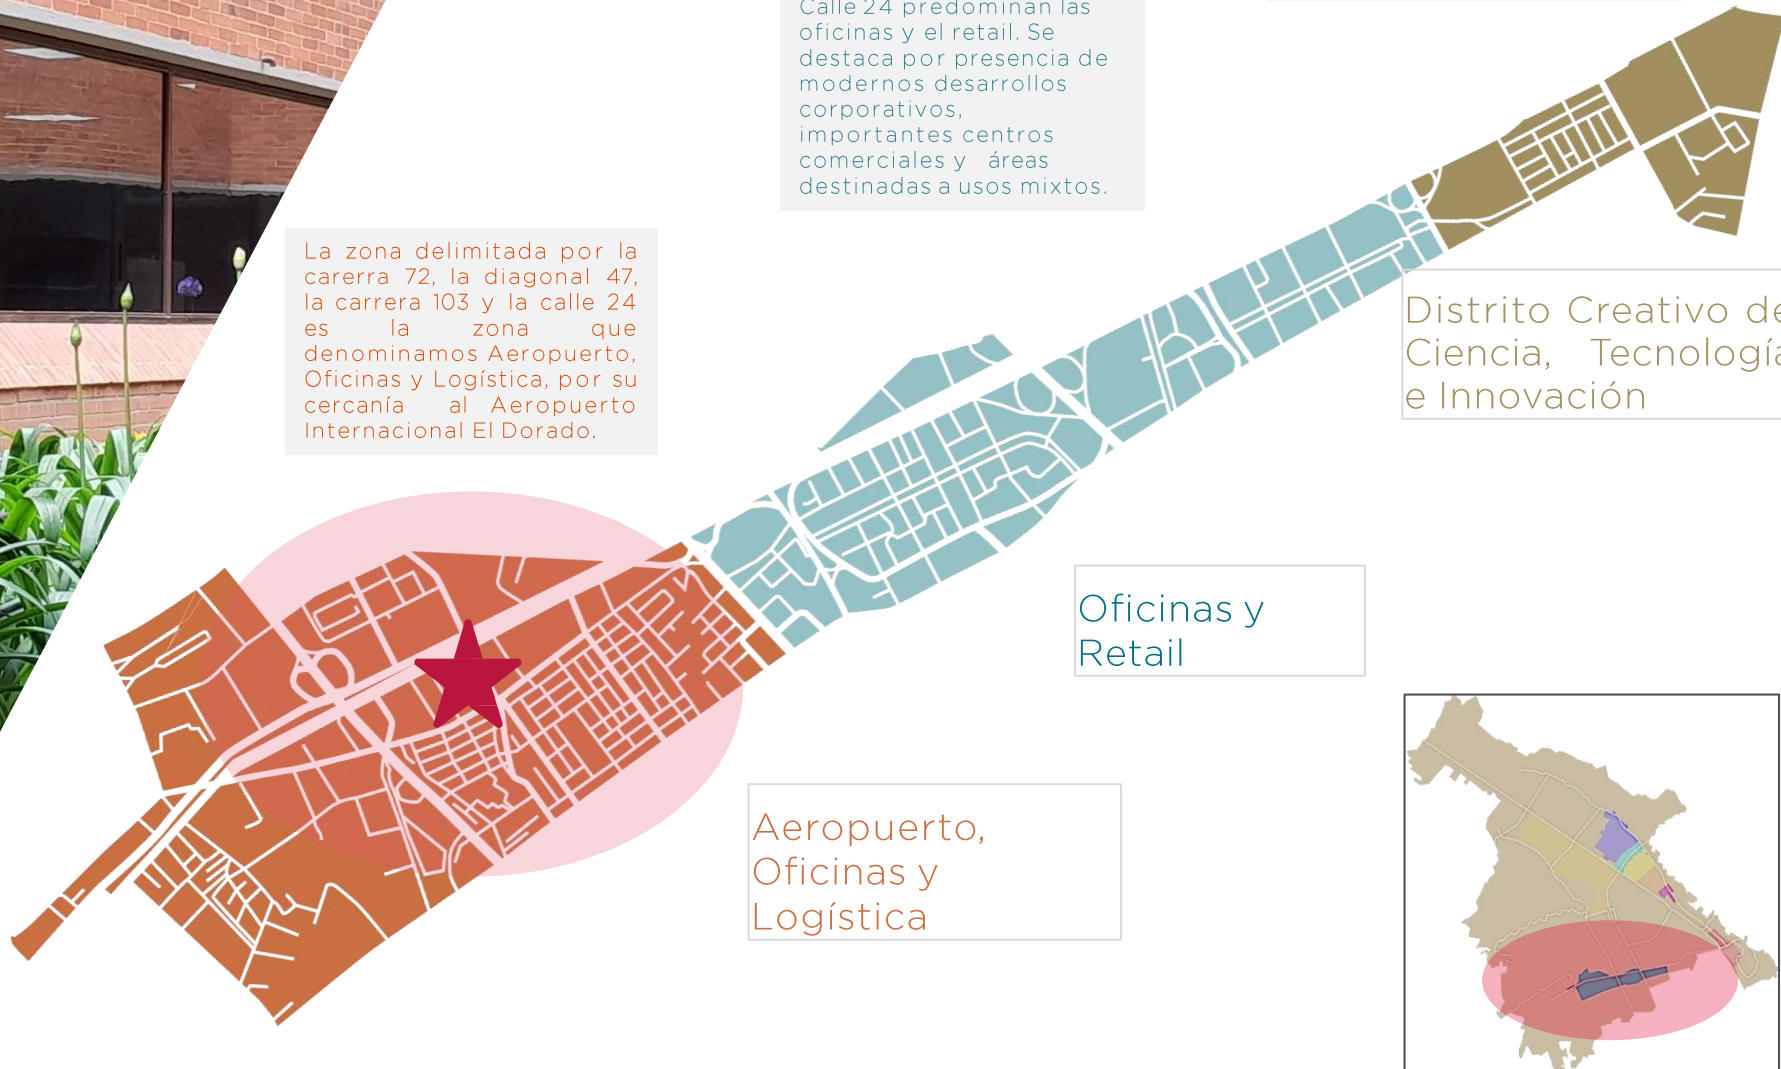 Calle 24 predominan las
oficinas y el retail. Se
destaca por presencia de
modernos desarrollos
corporativos,
importantes centros
comerciales y áreas
destinadas a usos mixtos.
La zona delimitada por la
carerra 72, la diagonal 47,
la carrera 103 y la calle 24
es la zona que
denominamos Aeropuerto,
Oficinas y Logística, por su
cercanía al Aeropuerto
Internacional El Dorado.
Distrito Creativo de
Ciencia, Tecnología
e Innovación
Oficinas y
Retail
Aeropuerto,
Oficinas y
Logística